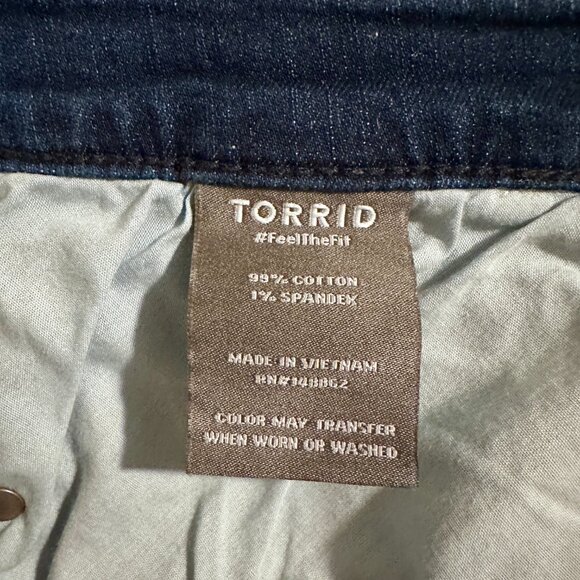 TORRID
#FeelTheFit
99% COTTON
1% SPANDEX
MADE IN VIETNAM
RN#148862
COLOR MAY TRANSFER
WHEN WORN OR WASHED